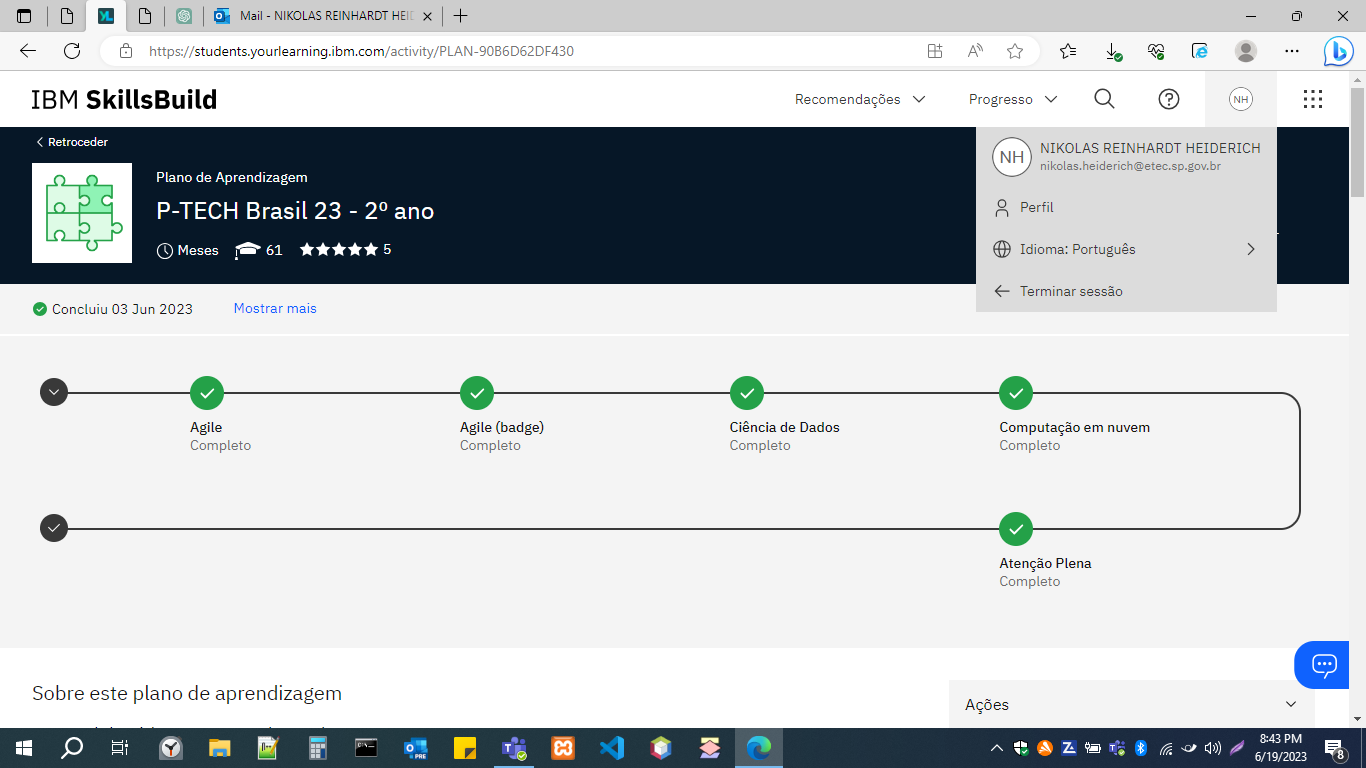 Mail - NIKOLAS REINHARDT HEID
https://students.yourlearning.ibm.com/activity/PLAN-90B6D62DF430
IBM SkillsBuild
Recomendações
Progresso
NH
Retroceder
Plano de Aprendizagem
P-TECH Brasil 23 - 2º ano
Meses
61
5
NH
NIKOLAS REINHARDT HEIDERICH
nikolas.heiderich@etec.sp.gov.br
Perfil
Idioma: Português
Terminar sessão
Concluiu 03 Jun 2023
Mostrar mais
Agile
Completo
Agile (badge)
Completo
Ciência de Dados
Completo
Computação em nuvem
Completo
Atenção Plena
Completo
Sobre este plano de aprendizagem
Ações
8:43 PM
6/19/2023
8